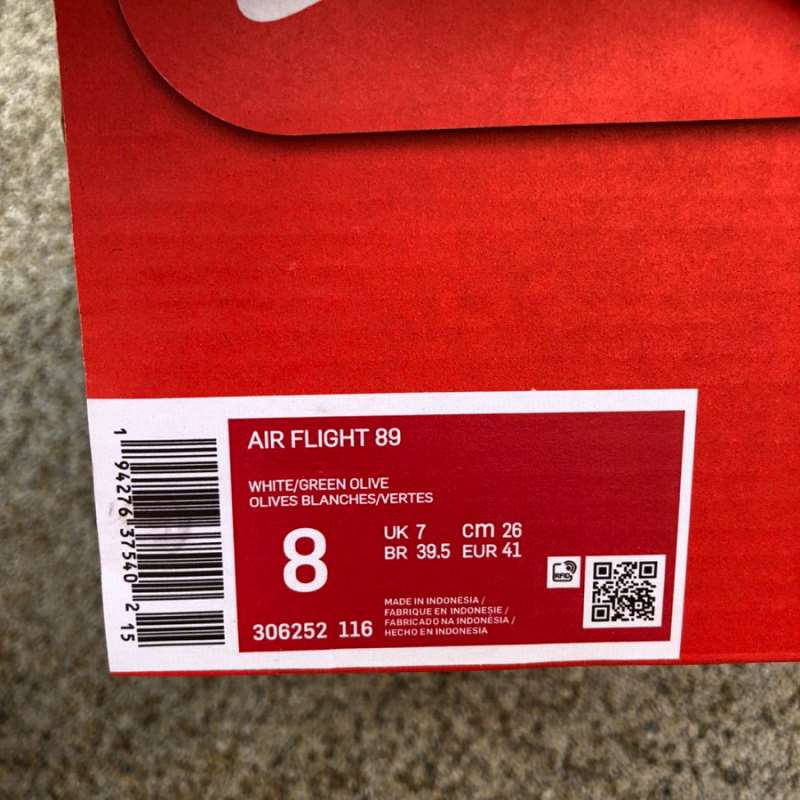 AIR FLIGHT 89
WHITE/GREEN OLIVE
OLIVES BLANCHES/VERTES
8
UK 7 cm 26
BR 39.5 EUR 41
RFID
306252 116
MADE IN INDONESIA /
FABRIQUE EN INDONESIE /
FABRICADO NA INDONÉSIA /
HECHO EN INDONESIA
1 94276 37540 2 15